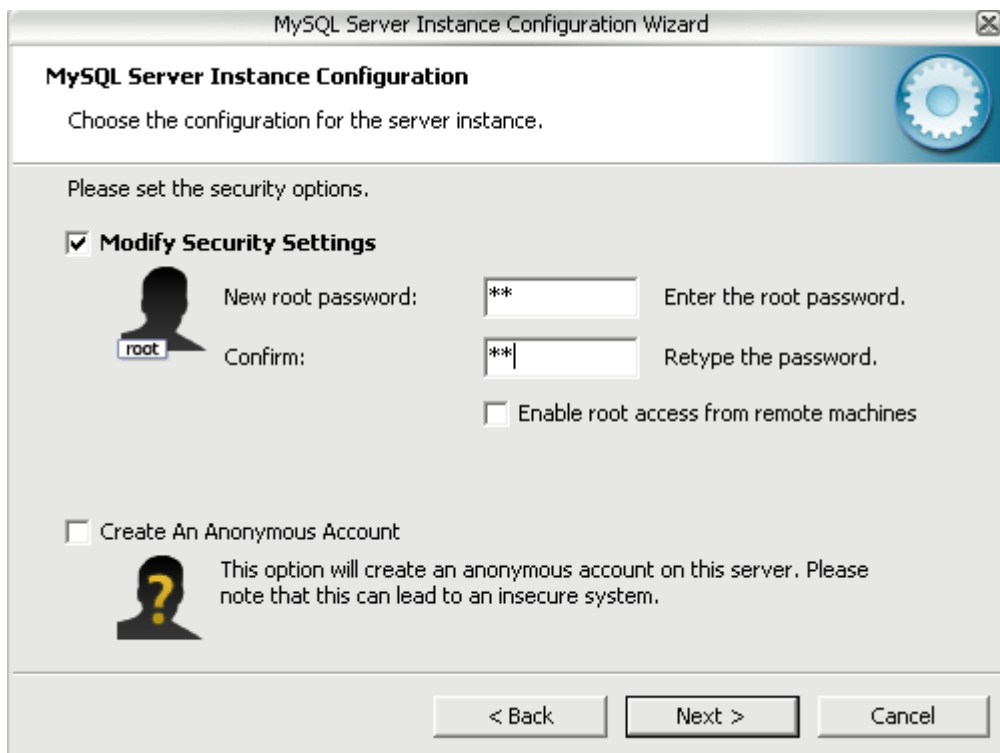 MySQL Server Instance Configuration Wizard
MySQL Server Instance Configuration
Choose the configuration for the server instance.
Please set the security options.
Modify Security Settings
New root password: ** Enter the root password.
root
Confirm: ** Retype the password.
Enable root access from remote machines
Create An Anonymous Account
?
This option will create an anonymous account on this server. Please
note that this can lead to an insecure system.
< Back Next > Cancel